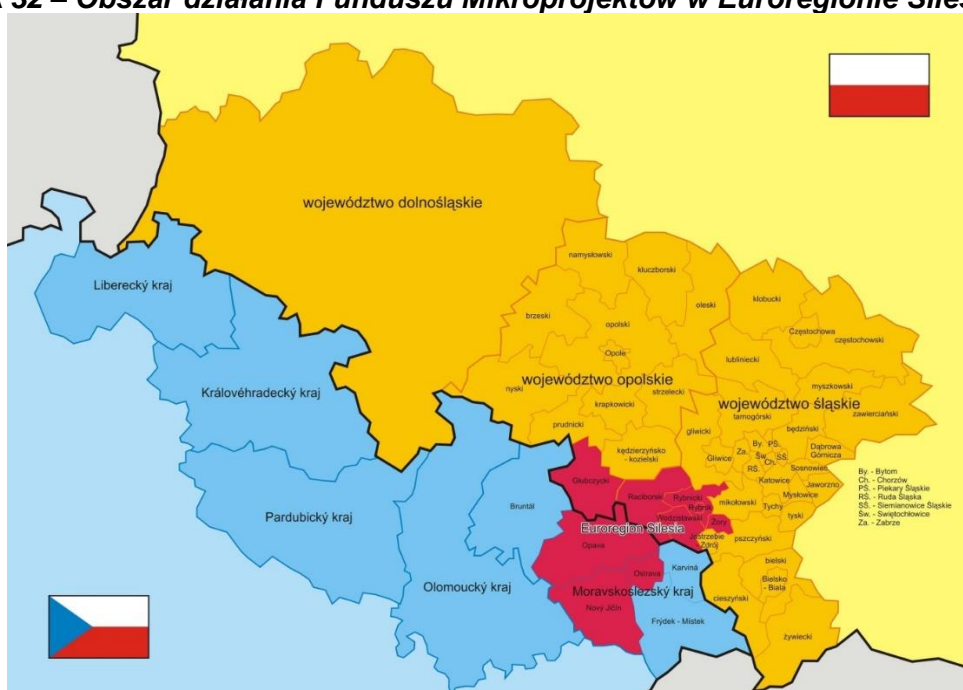 32 – Obszar działania Funduszu Mikroprojektów w Euroregionie Siles
województwo dolnośląskie
namysłowski
kluczborski
oleski
kłobucki
Częstochowa
częstochowski
Liberecký kraj
brzeski
opolski
Opole
lubliniecki
myszkowski
Královéhradecký kraj
nyski
województwo opolskie
strzelecki
województwo śląskie
zawierciański
krapkowicki
tarnogórski
prudnicki
gliwicki
będziński
kędzierzyńsko
- kozielski
Gliwice
Za.
By.
PŚ.
Św.
Ch.
SŚ.
RŚ.
Dąbrowa
Górnicza
Sosnowiec
Katowice
Jaworzno
Mysłowice
By. - Bytom
Ch. - Chorzów
PŚ. - Piekary Śląskie
RŚ. - Ruda Śląska
SŚ. - Siemianowice Śląskie
Św. - Świętochłowice
Za. - Zabrze
Głubczycki
Raciborski
Rybnicki
Rybnik
mikołowski
Tychy
tyski
Pardubický kraj
Bruntál
Wodzisławski
Żory
Euroregion Silesia
Jastrzębie
Zdrój
pszczyński
Opava
Karviná
bielski
Ostrava
Bielsko
- Biała
Olomoucký kraj
Moravskoslezský kraj
cieszyński
Nový Jičín
Frýdek - Místek
żywiecki